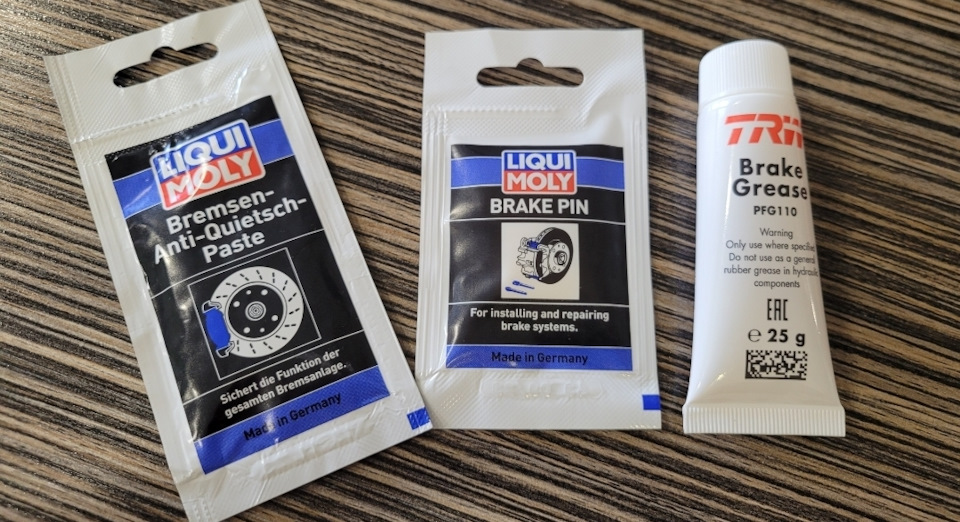 LIQUI
MOLY
Bremsen-
Anti-Quietsch-
Paste
Sichert die Funktion der
gesamten Bremsanlage.
Made in Germany
LIQUI
MOLY
BRAKE PIN
For installing and repairing
brake systems.
Made in Germany
TRW
Brake
Grease
PFG110
Warning
Only use where specified
Do not use as a general
rubber grease in hydraulic
components
EAC
℮ 25 g